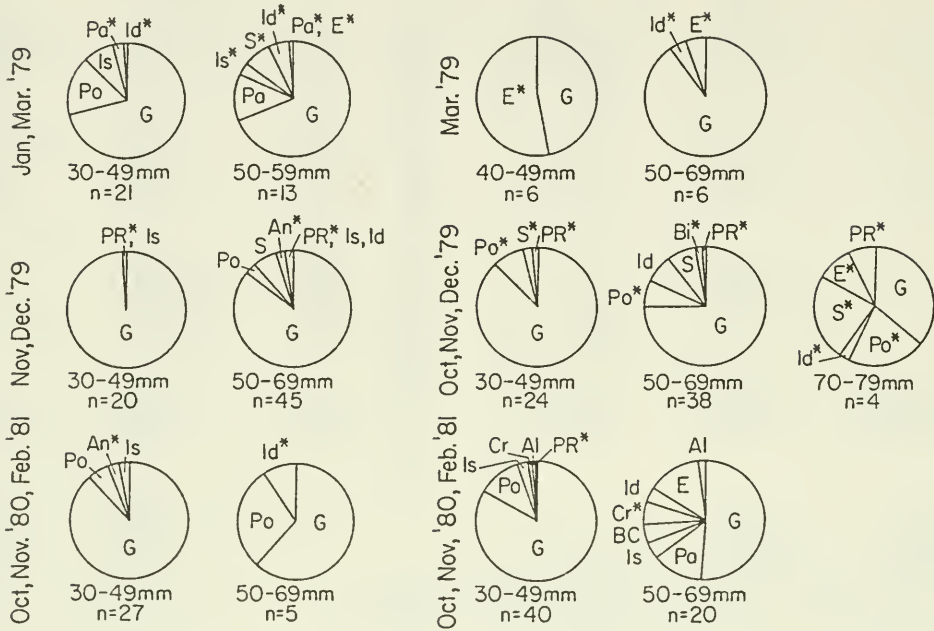 Jan, Mar. '79
Pa* Id*
Is
Po
G
30-49mm
n=21
Id* Pa*, E*
S*
Is*
Pa
G
50-59mm
n=13
Mar. '79
E* G
40-49mm
n=6
Id* E*
G
50-69mm
n=6
Nov, Dec. '79
PR*, Is
G
30-49mm
n=20
An*
S PR*, Is, Id
Po
G
50-69mm
n=45
Oct, Nov, Dec. '79
S* PR*
Po*
G
30-49mm
n=24
Bi* PR*
Id S
Po*
G
50-69mm
n=38
PR*
E* G
S*
Id* Po*
70-79mm
n=4
Oct, Nov. '80, Feb. '81
An* Is
Po
G
30-49mm
n=27
Id*
Po G
50-69mm
n=5
Oct, Nov, '80, Feb. '81
Cr Al PR*
Is
Po
G
30-49mm
n=40
Al
E
Id
Cr* G
BC
Is Pa
50-69mm
n=20